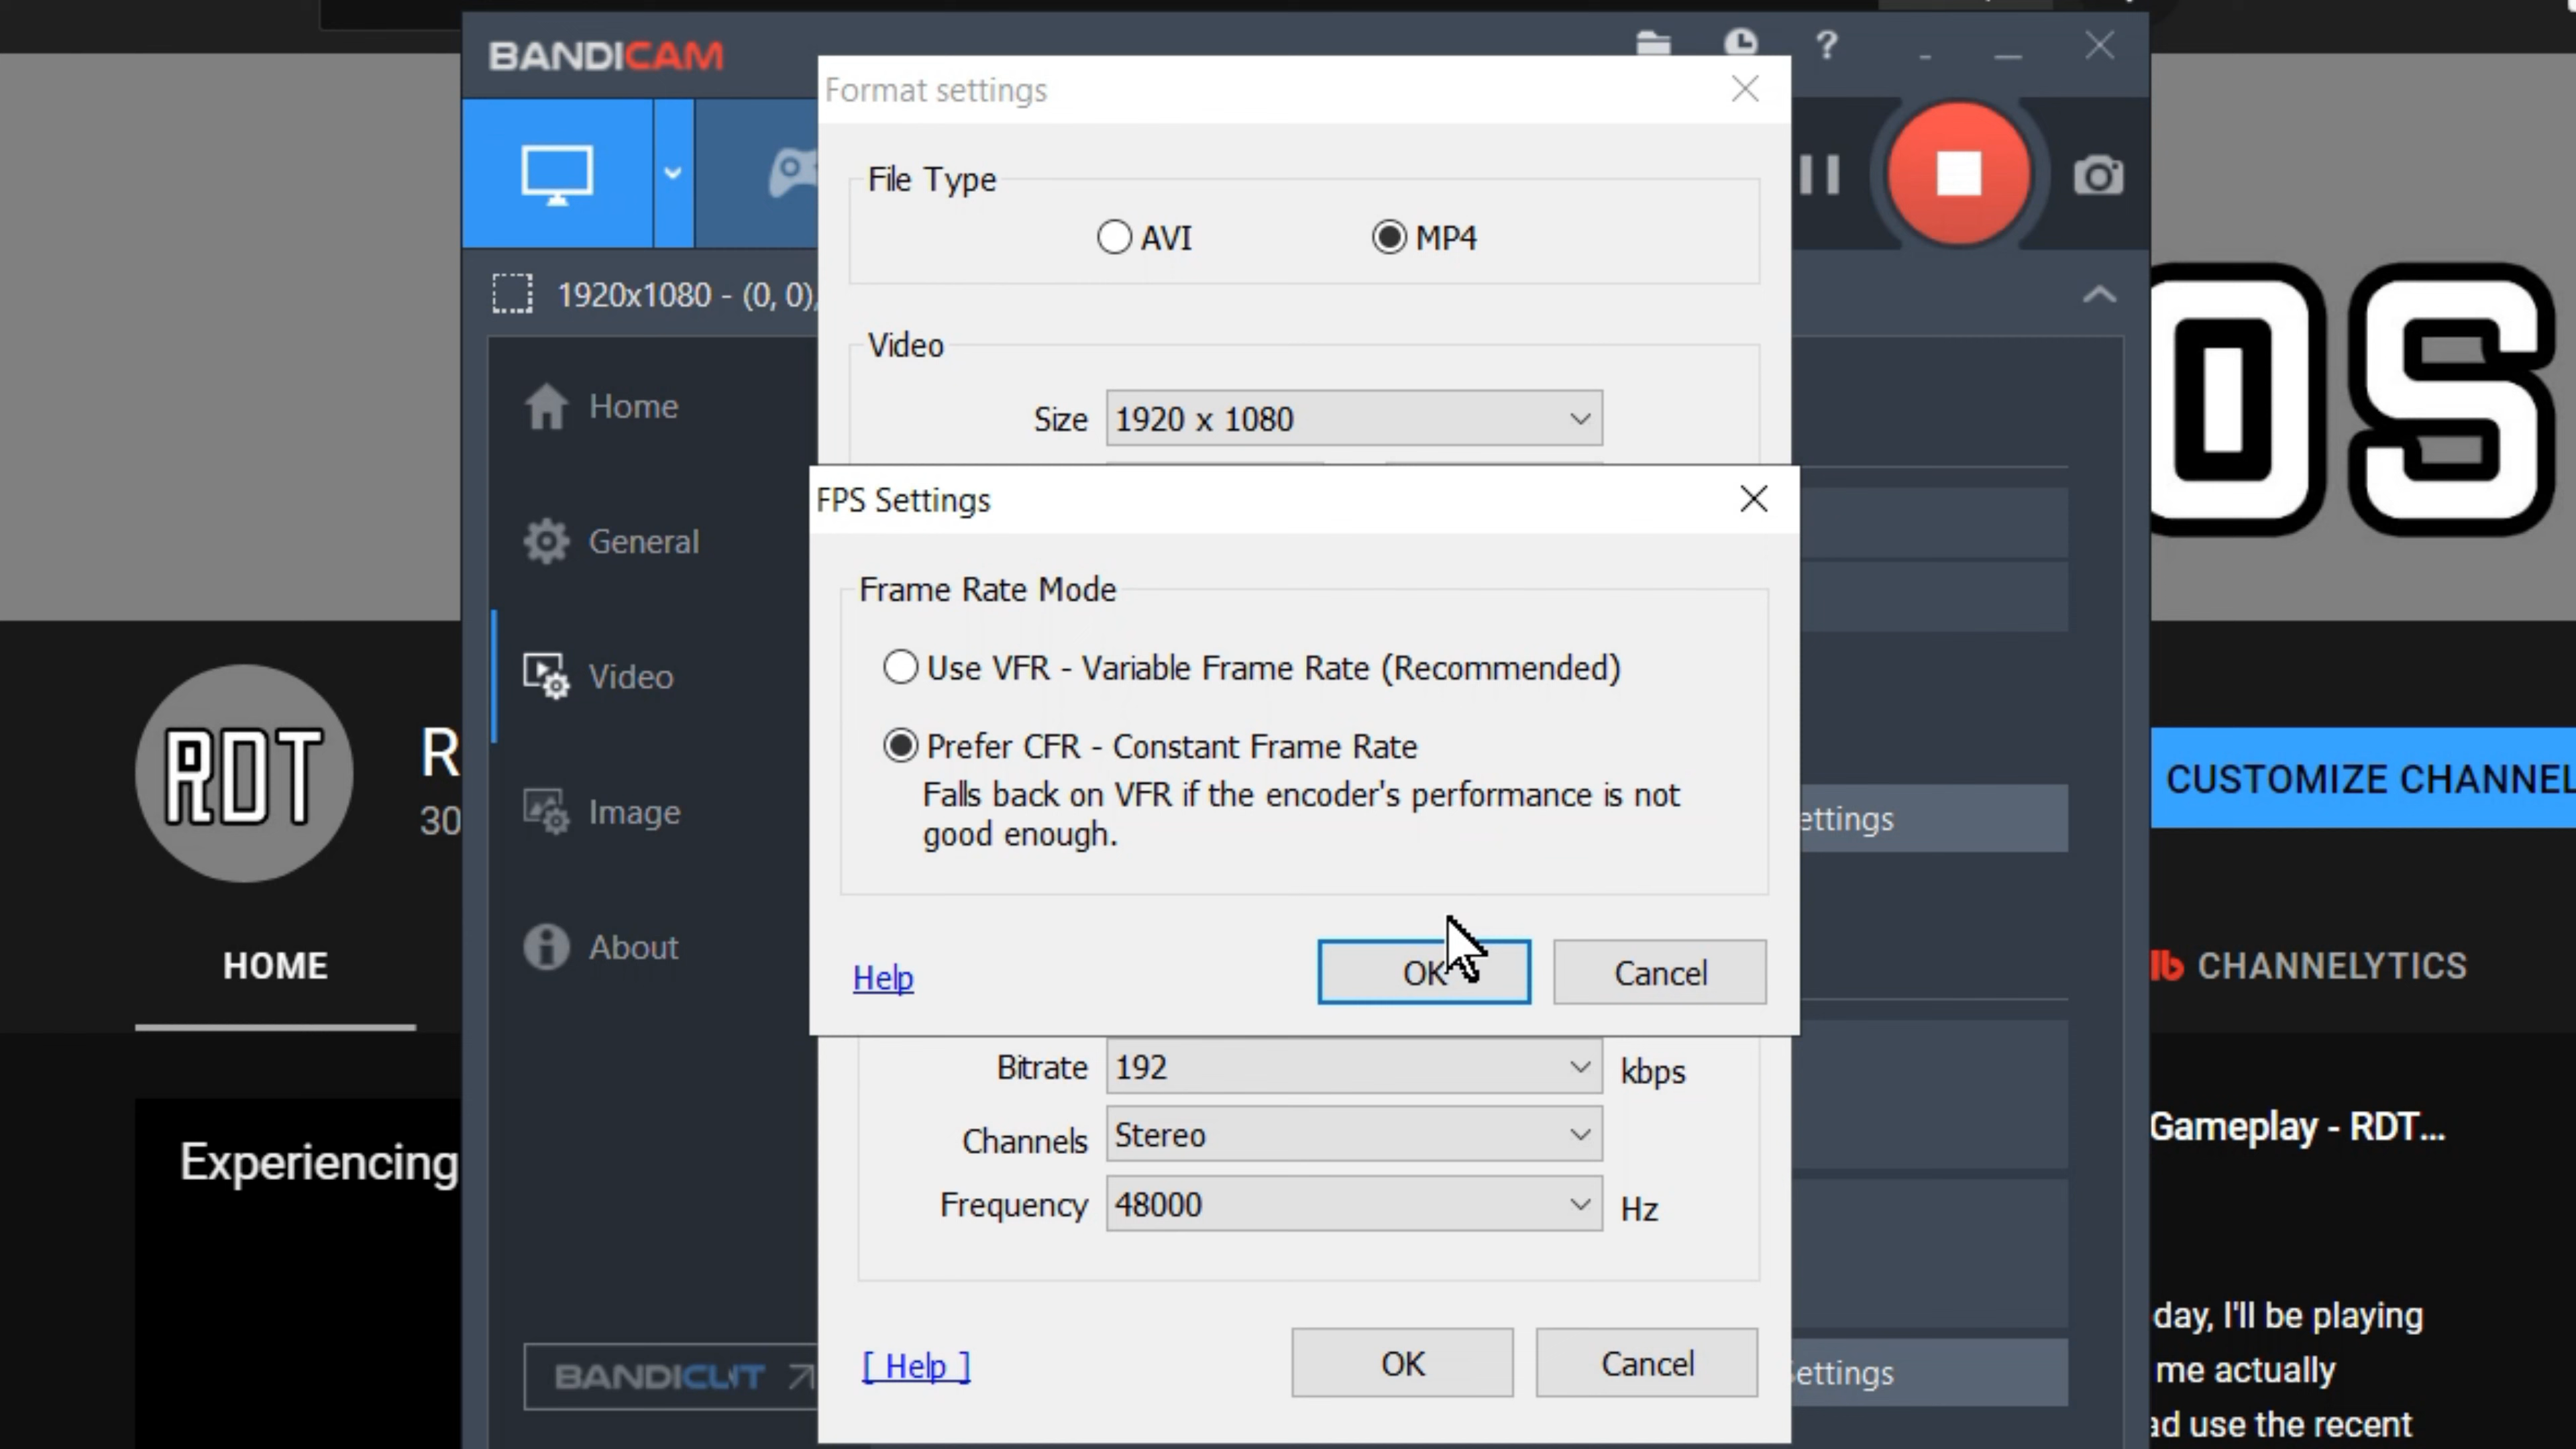 BANDICAM
Format settings
File Type
AVI
MP4
1920x1080 - (0, 0),
Video
Size
1920 x 1080
OS
Home
General
Video
Image
About
FPS Settings
Frame Rate Mode
Use VFR - Variable Frame Rate (Recommended)
Prefer CFR - Constant Frame Rate
Falls back on VFR if the encoder's performance is not
good enough.
Help
OK
Cancel
RDT
R
30
ettings
CUSTOMIZE CHANNEL
HOME
CHANNELYTICS
Bitrate
192
kbps
Channels
Stereo
Frequency
48000
Hz
Experiencing
Gameplay - RDT...
day, I'll be playing
me actually
ad use the recent
BANDICUT
[ Help ]
OK
Cancel
Settings